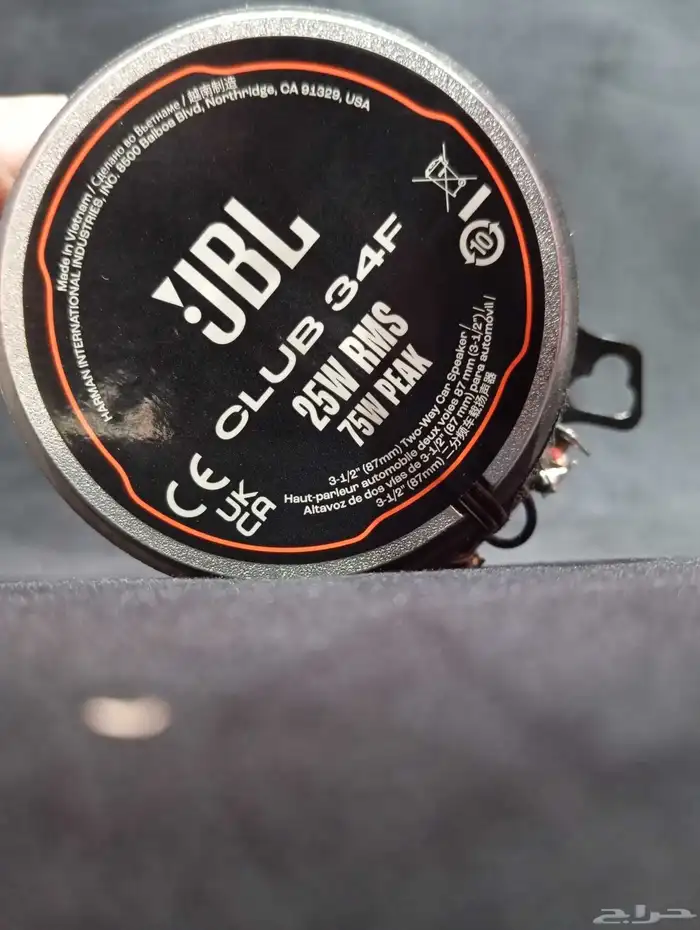 Made in Vietnam / Сделано во Вьетнаме / 越南制造
HARMAN INTERNATIONAL INDUSTRIES, INC. 8500 Balboa Blvd, Northridge, CA 91329, USA
JBL
10
CLUB 34F
25W RMS
75W PEAK
CE
UK
CA
3-1/2" (87mm) Two-Way Car Speaker /
Haut-parleur automobile deux voies 87 mm (3-1/2") /
Altavoz de dos vías de 3-1/2" (87 mm) para automóvil /
3-1/2" (87mm) 二分频车载扬声器
حراج